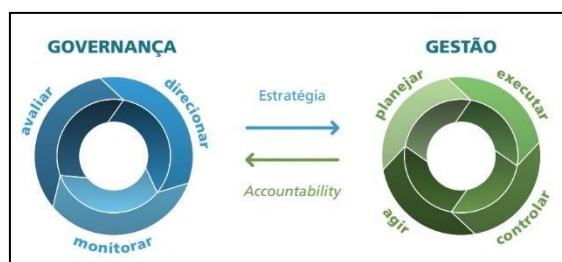 GOVERNANÇA
avaliar
direcionar
monitorar
Estratégia
Accountability
GESTÃO
planejar
executar
agir
controlar